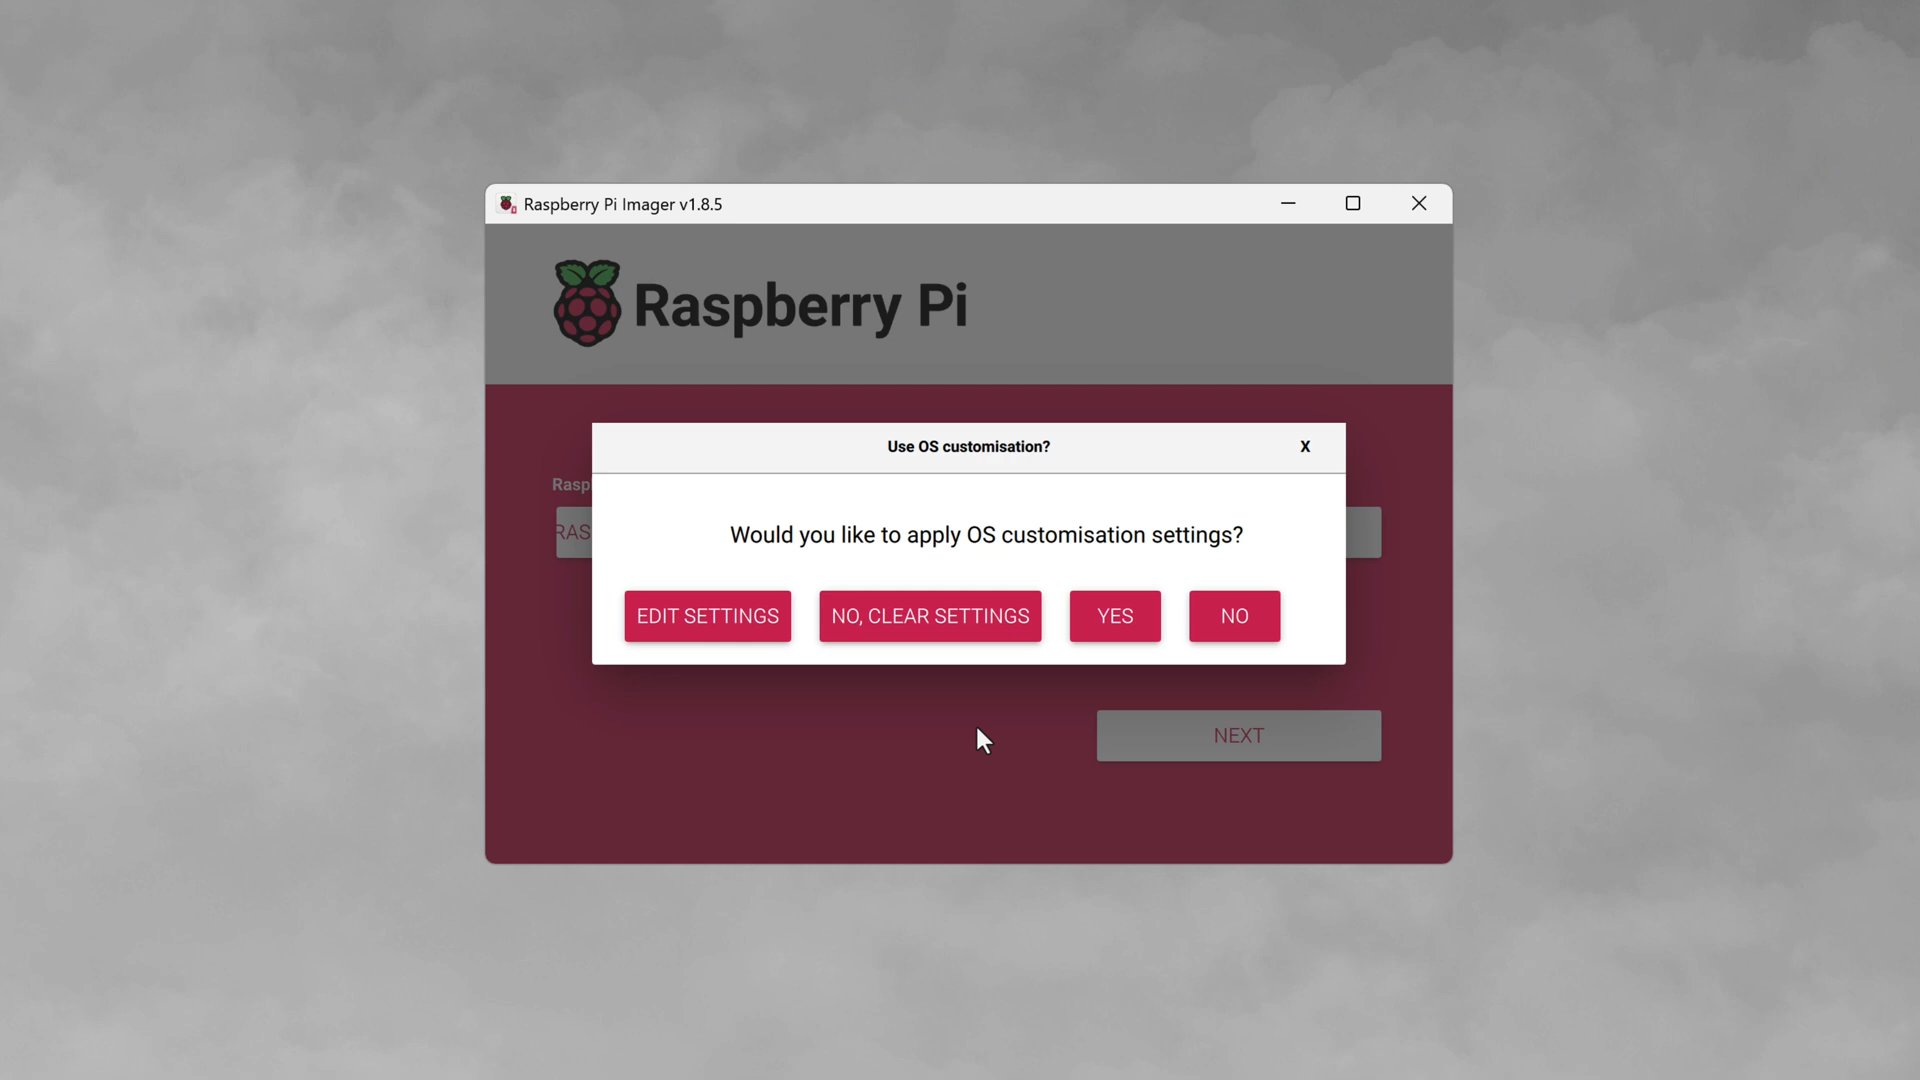 Raspberry Pi Imager v1.8.5
Raspberry Pi
Use OS customisation?
X
Rasp
RAS
Would you like to apply OS customisation settings?
EDIT SETTINGS
NO, CLEAR SETTINGS
YES
NO
NEXT